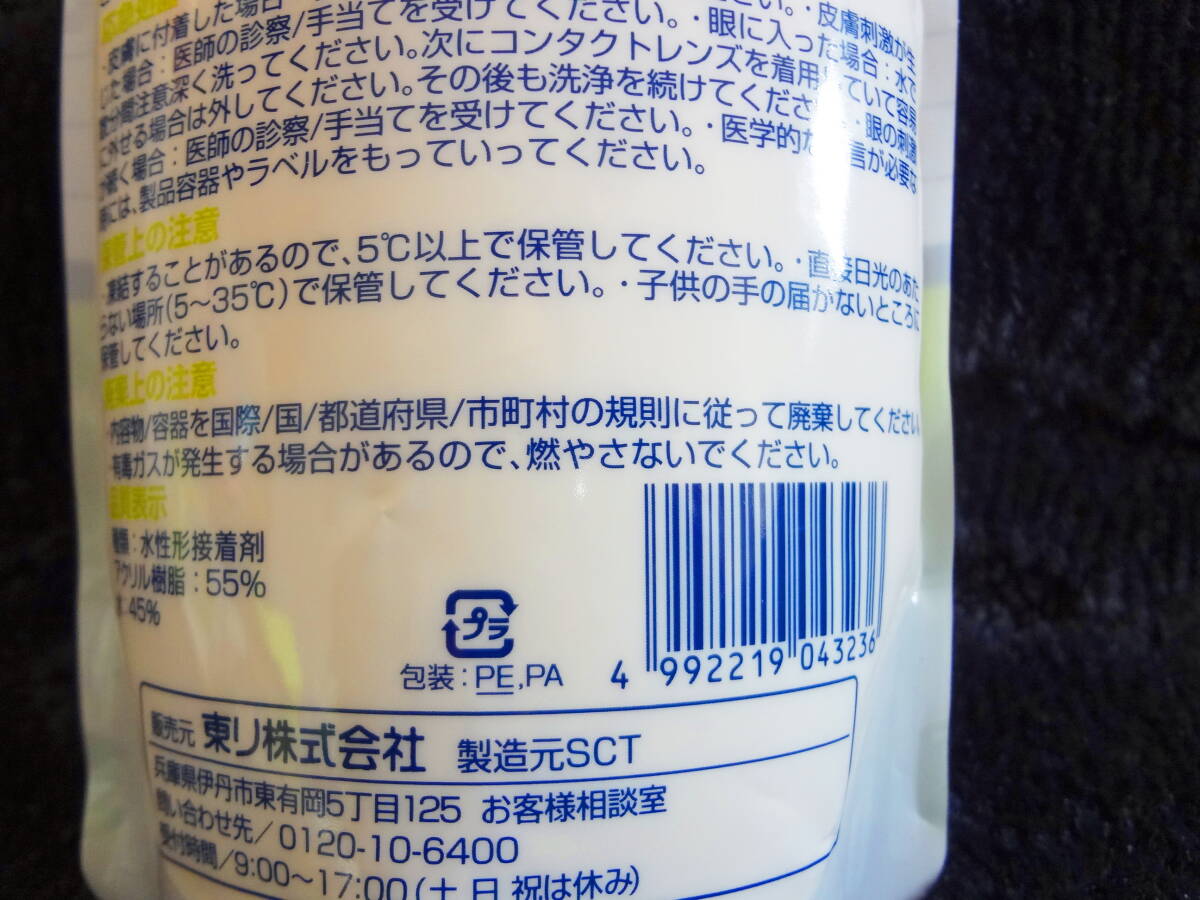 応急処置
・皮膚に付着した場合
ください。・皮膚刺激が生
じた場合：医師の診察/手当てを受けてください。・眼に入った場合：水で
数分間注意深く洗ってください。次にコンタクトレンズを着用していて容易
に外せる場合は外してください。その後も洗浄を続けてください。・眼の刺激
が続く場合：医師の診察/手当てを受けてください。・医学的な助言が必要な
際には、製品容器やラベルをもっていってください。
保管上の注意
・凍結することがあるので、5℃以上で保管してください。・直接日光のあた
らない場所(5～35℃)で保管してください。・子供の手の届かないところに
保管してください。
廃棄上の注意
・内容物/容器を国際/国/都道府県/市町村の規則に従って廃棄してください
・有毒ガスが発生する場合があるので、燃やさないでください。
品質表示
種類：水性形接着剤
アクリル樹脂：55%
45%
プラ
包装：PE,PA
4 992219 043236
販売元 東リ株式会社 製造元SCT
兵庫県伊丹市東有岡5丁目125 お客様相談室
問い合わせ先/0120-10-6400
受付時間/9:00～17:00(土 日 祝は休み)